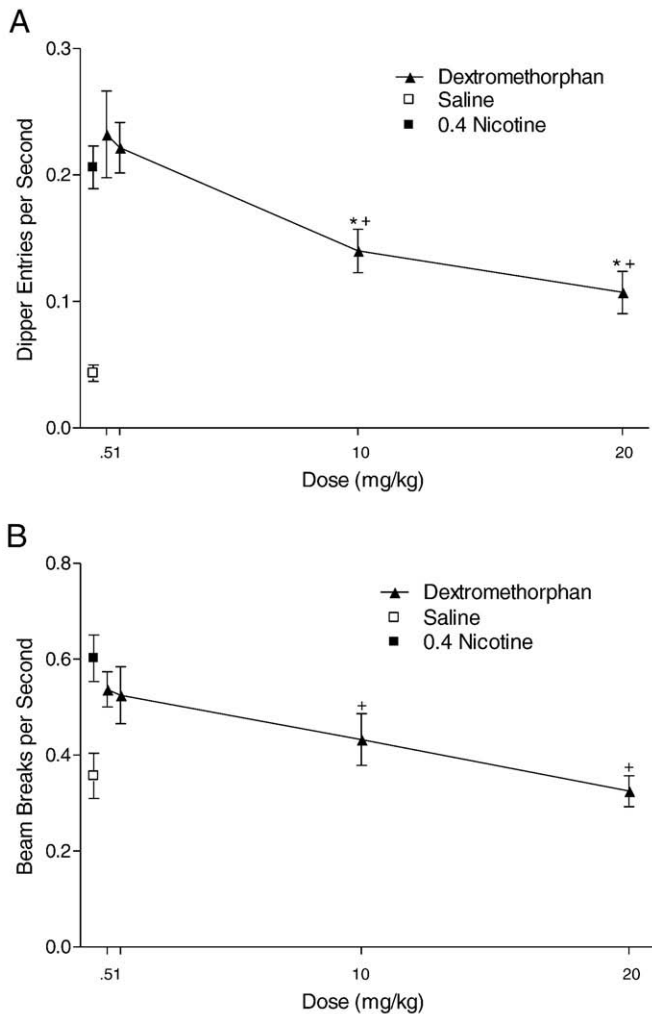 A
0.3
Dextromethorphan
Saline
0.4 Nicotine
0.2
*+
*+
0.1
0.0
.51
10
20
Dipper Entries per Second
Dose (mg/kg)
B
0.8
Dextromethorphan
Saline
0.4 Nicotine
0.6
+
0.4
+
0.2
0.0
.51
10
20
Beam Breaks per Second
Dose (mg/kg)